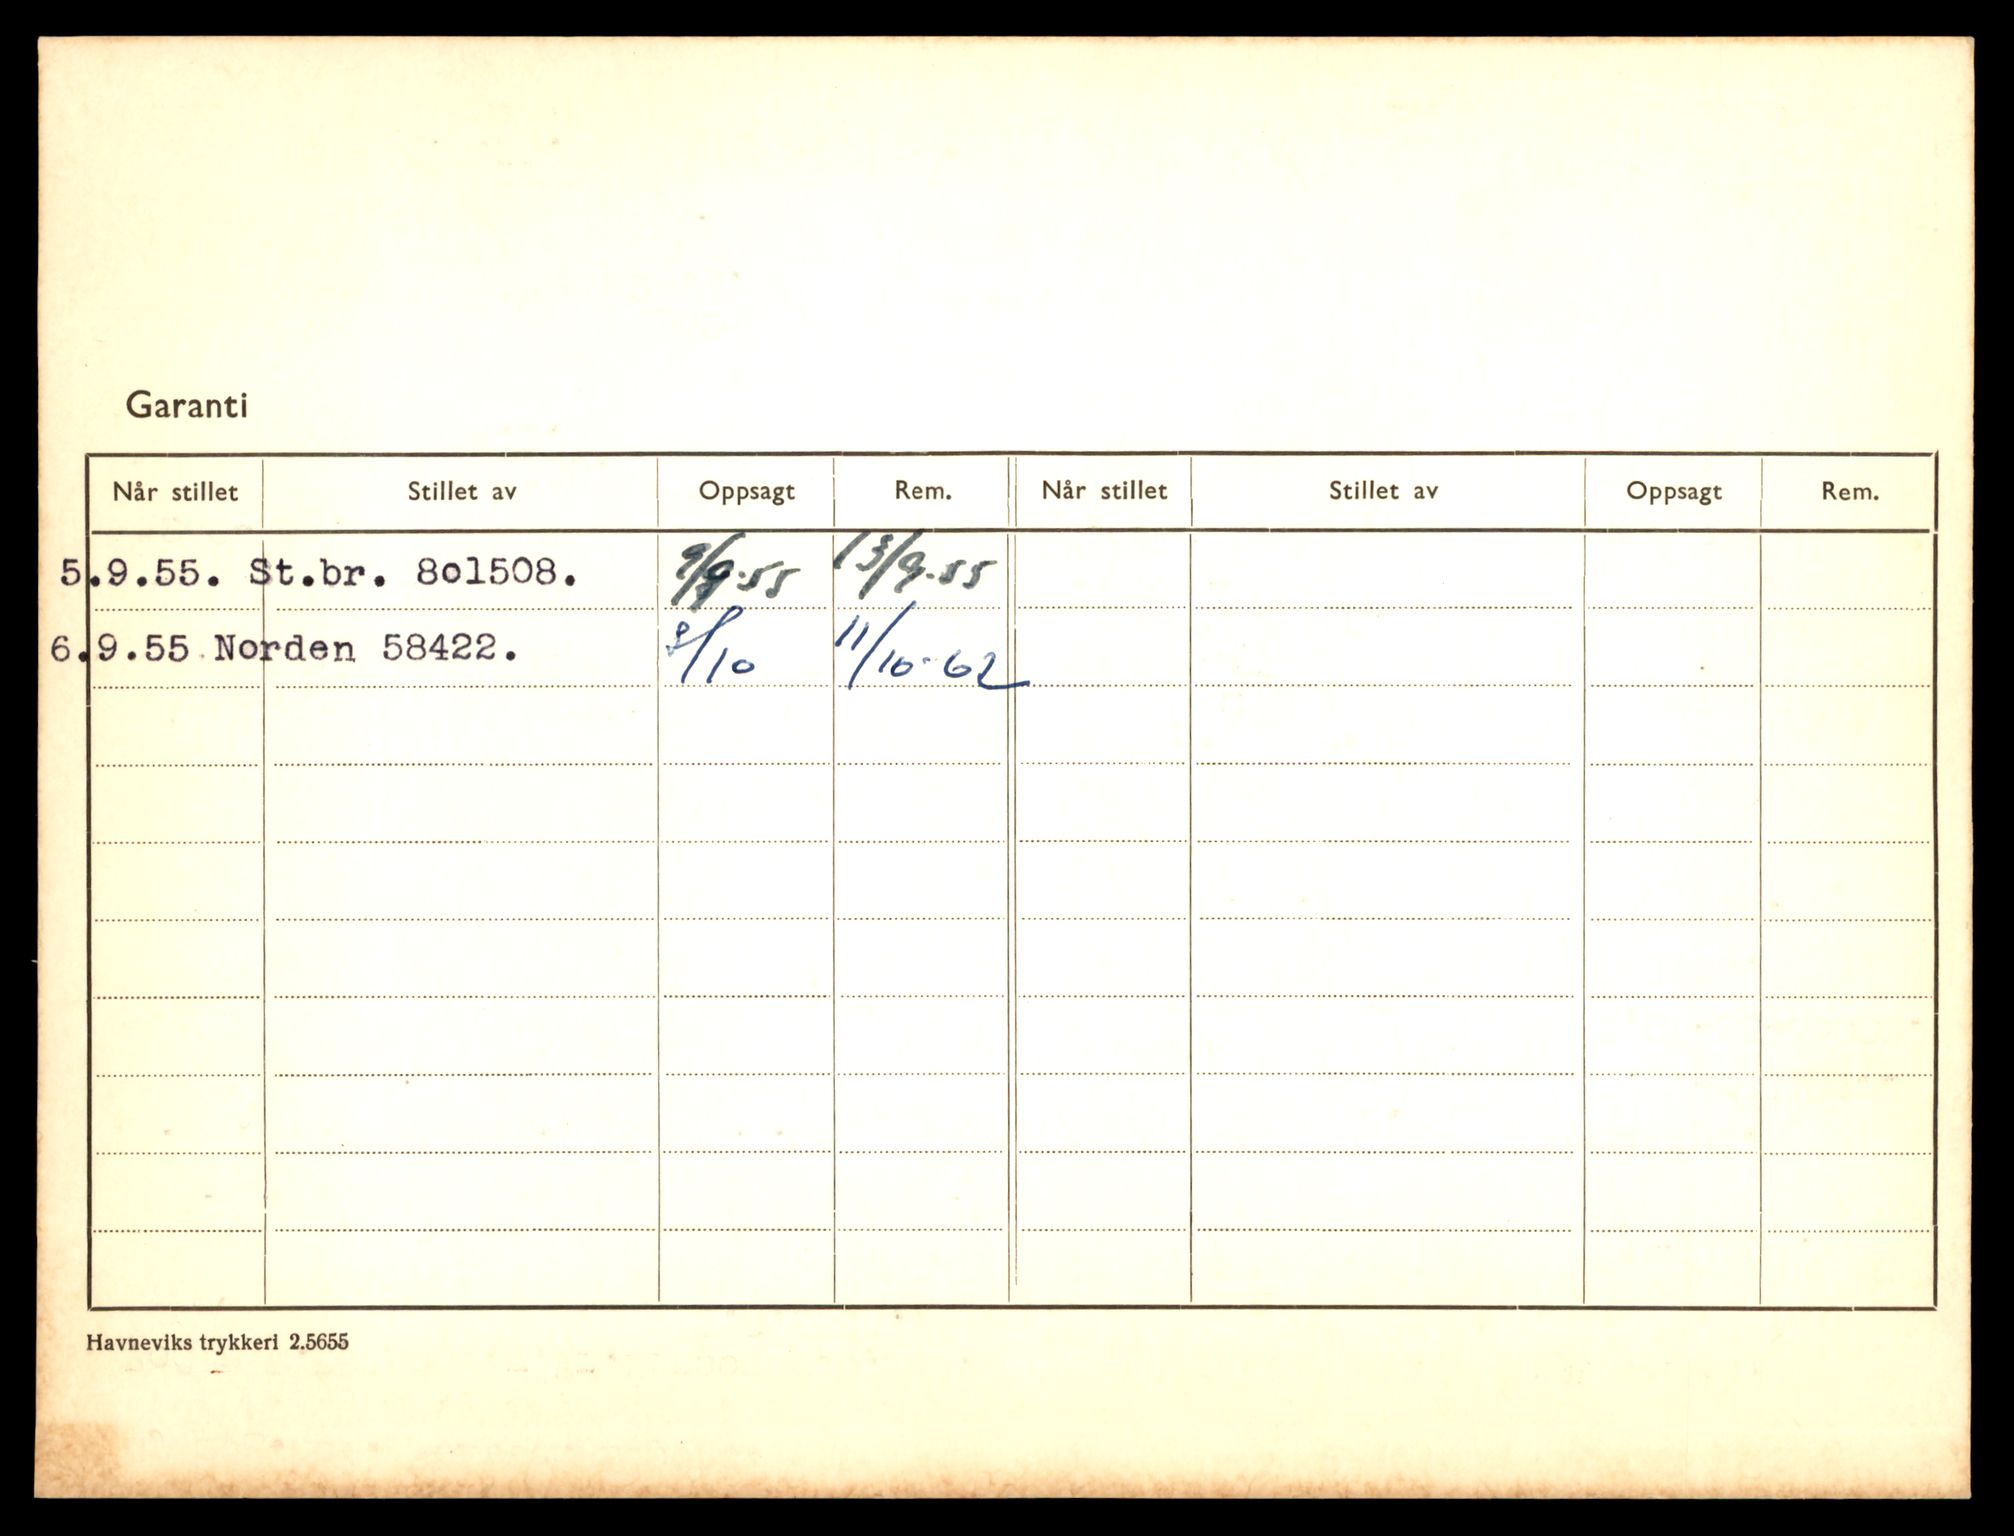 Garanti
Når stillet Stillet av Oppsagt Rem. Når stillet Stillet av Oppsagt Rem.
5.9.55. St.br. 8o1508. 9/9.55 13/9.55
6.9.55 Norden 58422. 8/10 11/10-62
Havneviks trykkeri 2.5655